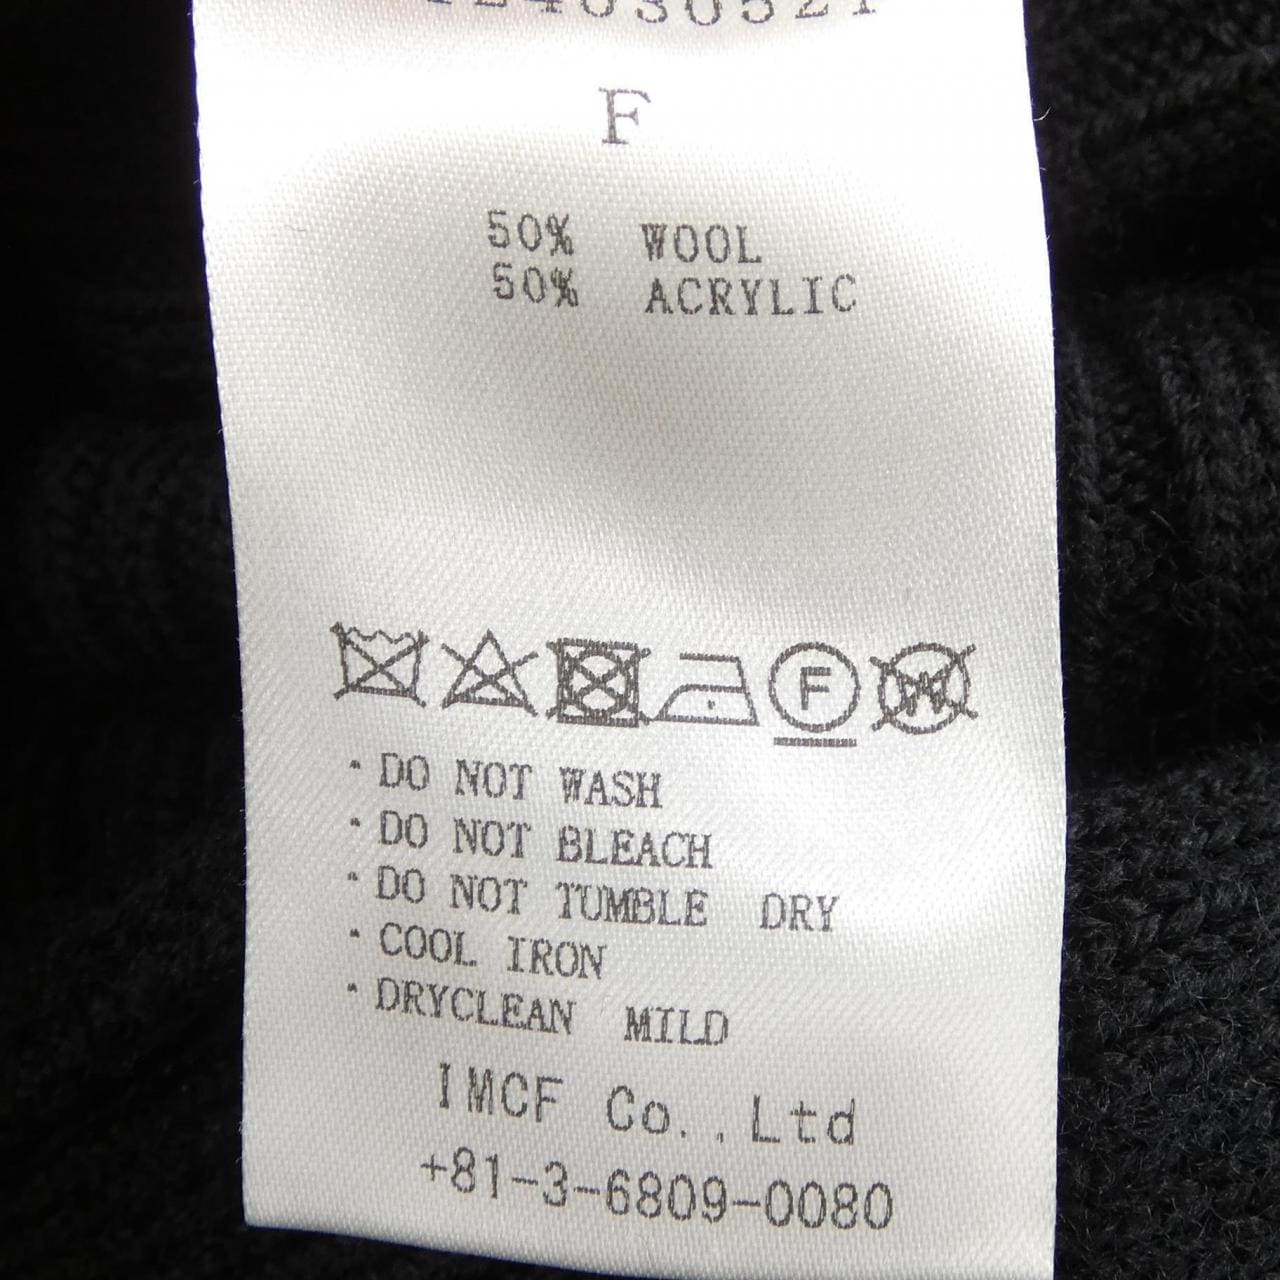 F
50% WOOL
50% ACRYLIC
F W
・DO NOT WASH
・DO NOT BLEACH
・DO NOT TUMBLE DRY
・COOL IRON
・DRYCLEAN MILD
IMCF Co.,Ltd
+81-3-6809-0080